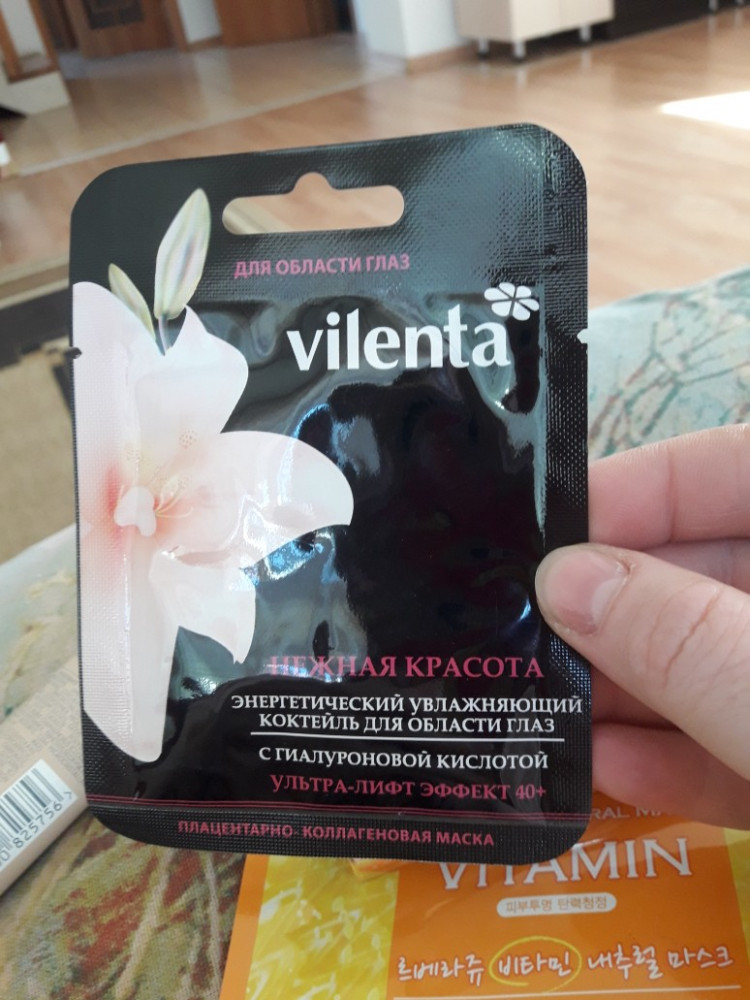 ДЛЯ ОБЛАСТИ ГЛАЗ
vilenta
НЕЖНАЯ КРАСОТА
ЭНЕРГЕТИЧЕСКИЙ УВЛАЖНЯЮЩИЙ
КОКТЕЙЛЬ ДЛЯ ОБЛАСТИ ГЛАЗ
С ГИАЛУРОНОВОЙ КИСЛОТОЙ
УЛЬТРА-ЛИФТ ЭФФЕКТ 40+
ПЛАЦЕНТАРНО- КОЛЛАГЕНОВАЯ МАСКА
0 825756
VITAMIN
피부투명 탄력청정
르베라쥬 비타민 내추럴 마스크